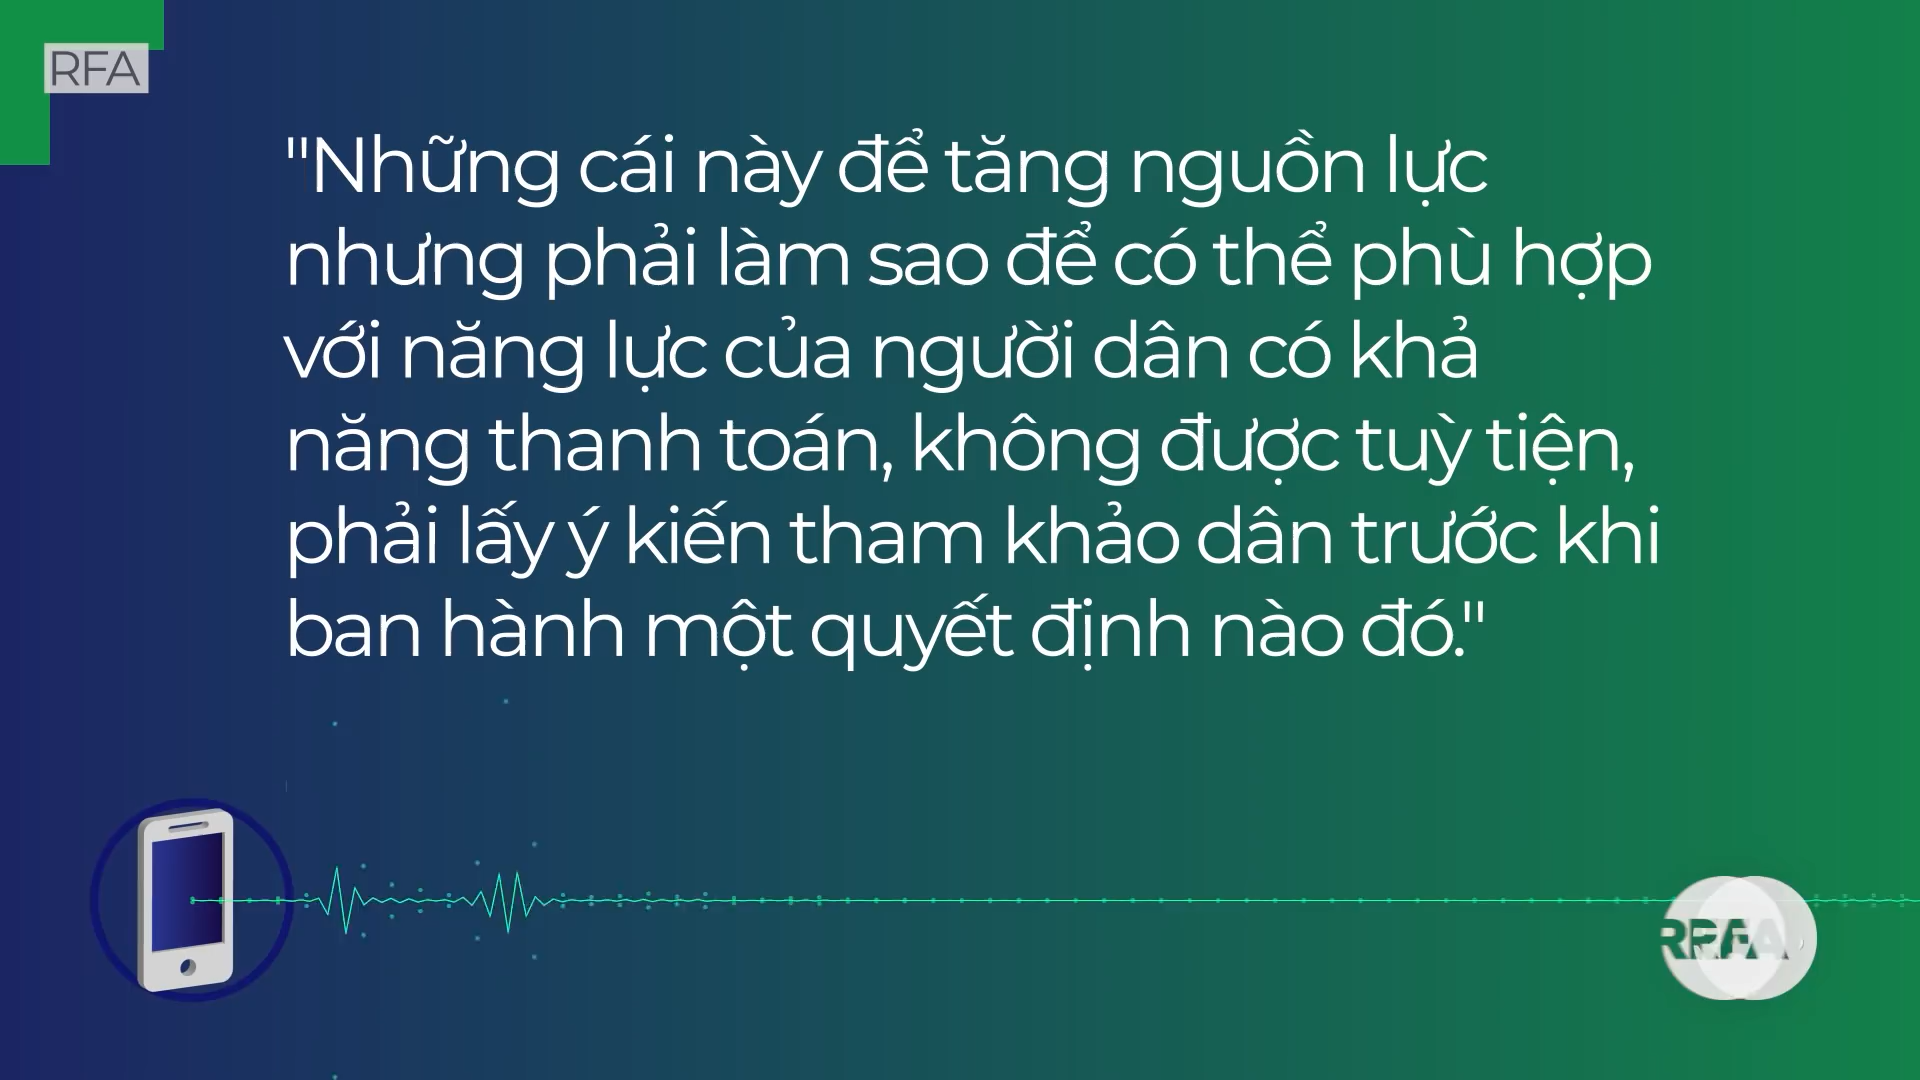 RFA
"Những cái này để tăng nguồn lực
nhưng phải làm sao để có thể phù hợp
với năng lực của người dân có khả
năng thanh toán, không được tuỳ tiện,
phải lấy ý kiến tham khảo dân trước khi
ban hành một quyết định nào đó."